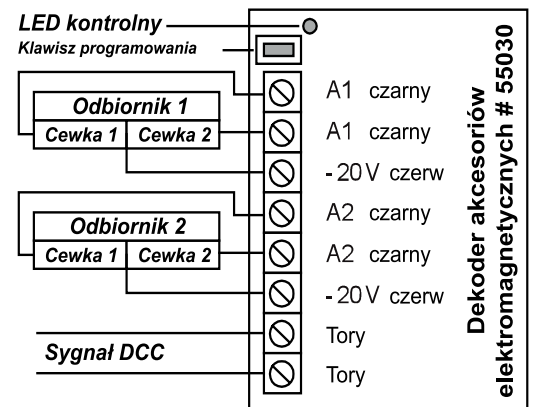 LED kontrolny
Klawisz programowania
A1 czarny
Odbiornik 1
Cewka 1 Cewka 2
A1 czarny
- 20 V czerw
A2 czarny
Odbiornik 2
Cewka 1 Cewka 2
A2 czarny
- 20 V czerw
Sygnał DCC
Tory
Tory
Dekoder akcesoriów
elektromagnetycznych # 55030